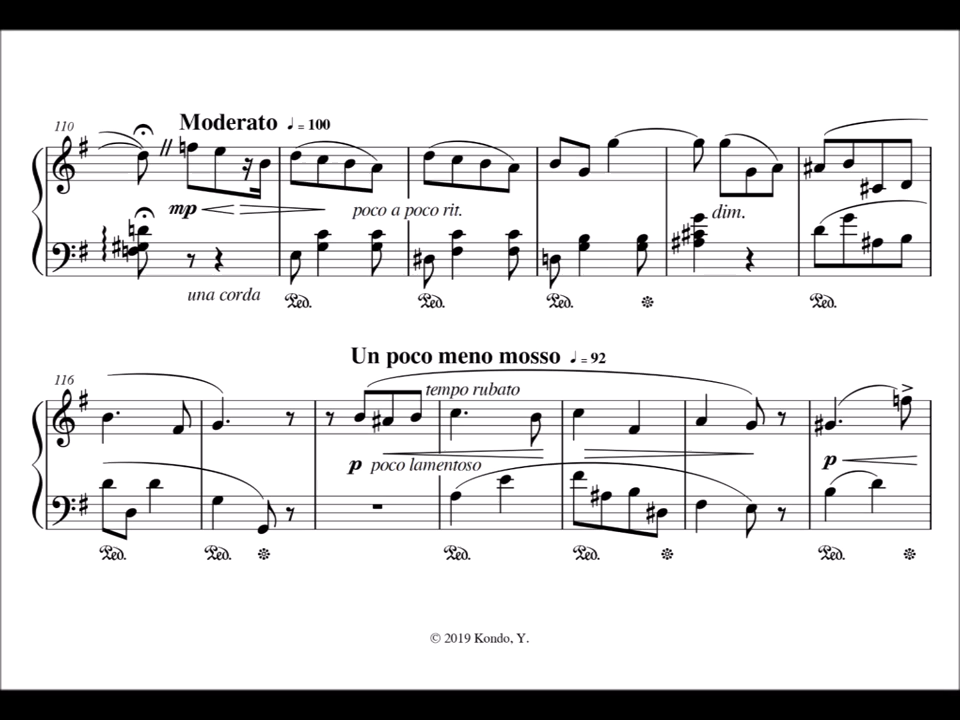 Moderato ♩ = 100
110
mp
poco a poco rit.
dim.
una corda
Ped. Ped. Ped. Ped.
Un poco meno mosso ♩ = 92
116
tempo rubato
p poco lamentoso
p
Ped. Ped. Ped. Ped. Ped.
© 2019 Kondo, Y.